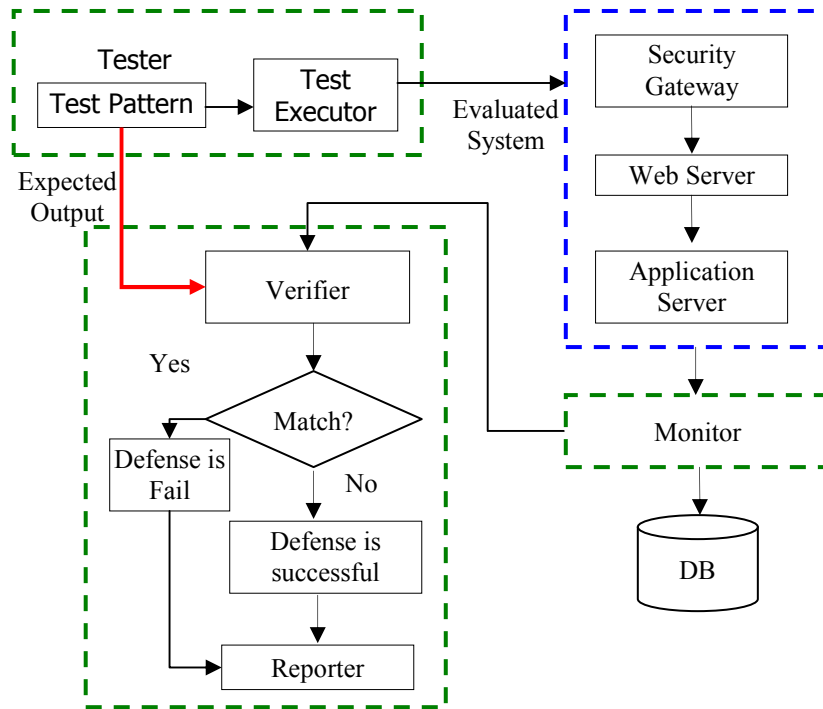 Tester
Test Pattern
Test
Executor
Evaluated
System
Security
Gateway
Web Server
Application
Server
Expected
Output
Verifier
Yes
Match?
Defense is
Fail
No
Defense is
successful
Reporter
Monitor
DB